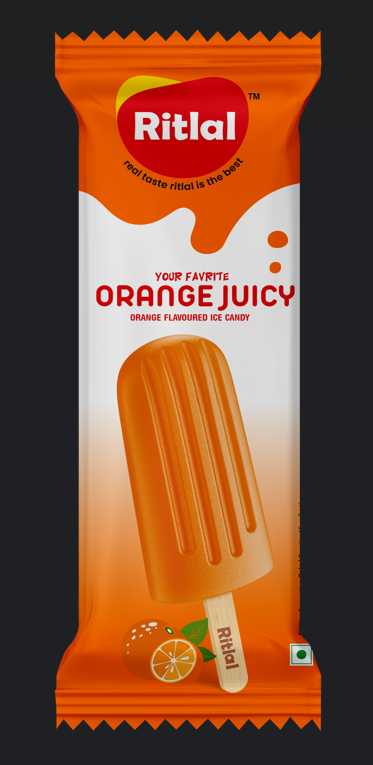 Ritlal
TM
real taste ritlal is the best
YOUR FAVRITE
ORANGE JUICY
ORANGE FLAVOURED ICE CANDY
Ritlal